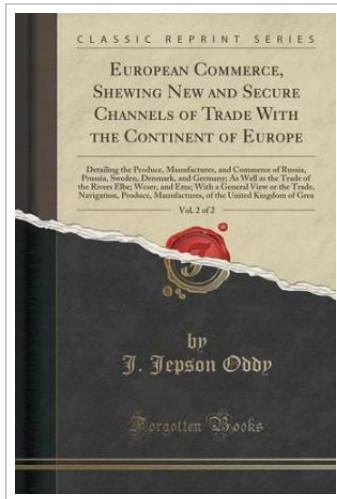 CLASSIC REPRINT SERIES
European Commerce,
Shewing New and Secure
Channels of Trade With
the Continent of Europe
Detailing the Produce, Manufactures, and Commerce of Russia,
Prussia, Sweden, Denmark, and Germany; As Well as the Trade of
the Rivers Elbe; Weser, and Ems; With a General View or the Trade,
Navigation, Produce, Manufactures, of the United Kingdom of Grea
Vol. 2 of 2
F
by
J. Jepson Oddy
Forgotten Books